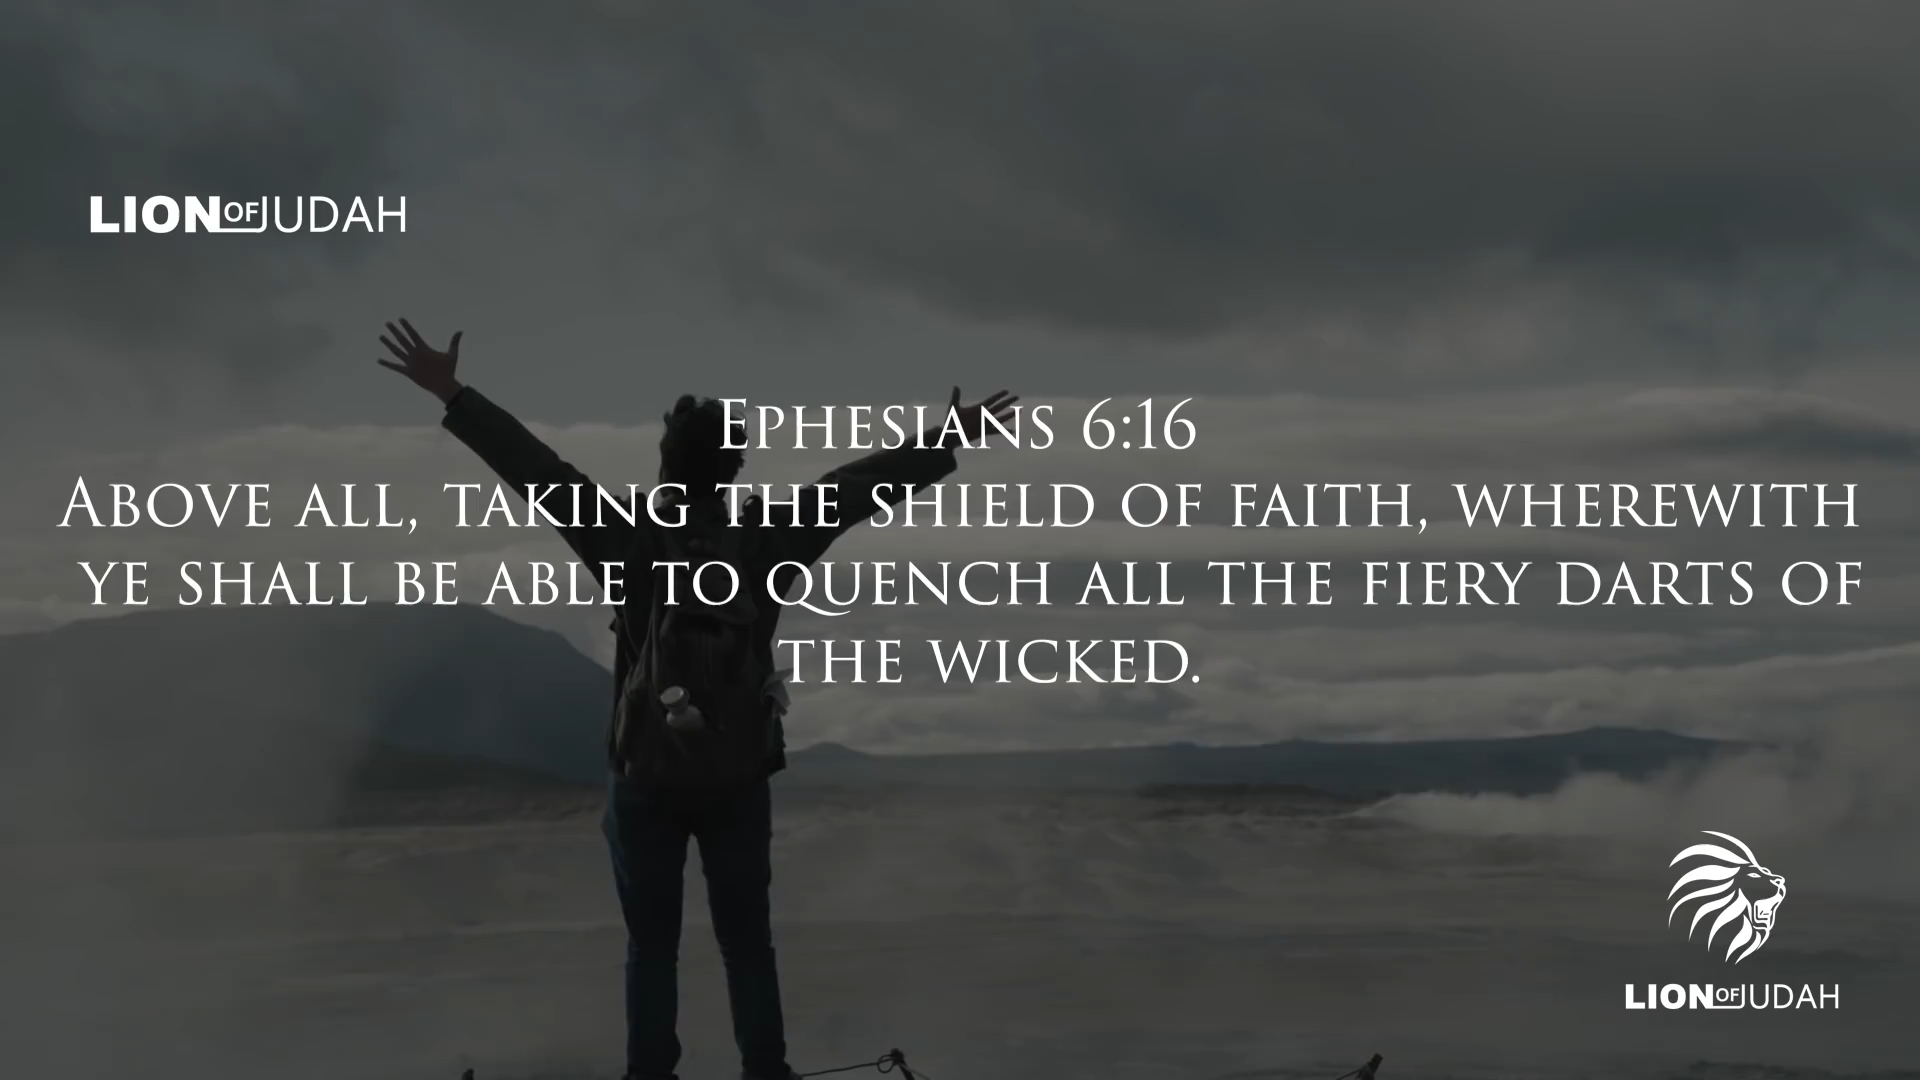 LION OF JUDAH
Ephesians 6:16
Above all, taking the shield of faith, wherewith
ye shall be able to quench all the fiery darts of
the wicked.
LION OF JUDAH